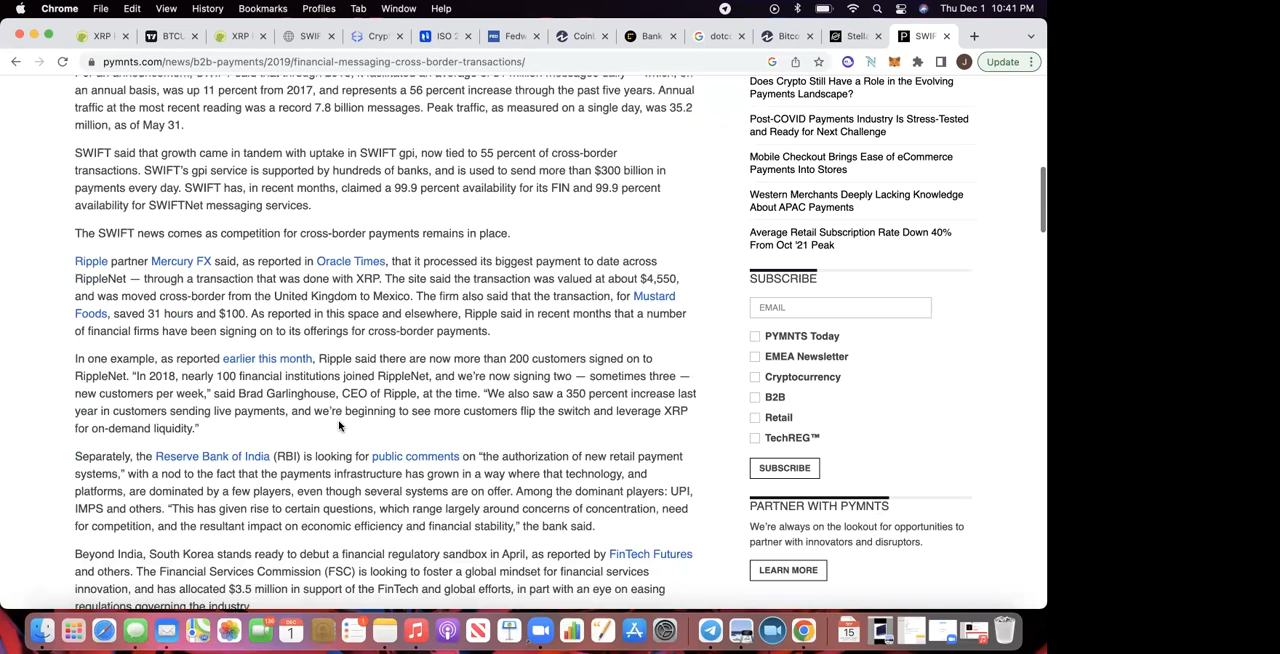 Chrome File Edit View History Bookmarks Profiles Tab Window Help Thu Dec 1 10:41 PM
XRP BTCU XRP SWIF Cryp ISO 2 Fedw CoinL Bank dotco Bitco Stella SWIF
pymnts.com/news/b2b-payments/2019/financial-messaging-cross-border-transactions/ J Update
an annual basis, was up 11 percent from 2017, and represents a 56 percent increase through the past five years. Annual
traffic at the most recent reading was a record 7.8 billion messages. Peak traffic, as measured on a single day, was 35.2
million, as of May 31.
SWIFT said that growth came in tandem with uptake in SWIFT gpi, now tied to 55 percent of cross-border
transactions. SWIFT's gpi service is supported by hundreds of banks, and is used to send more than $300 billion in
payments every day. SWIFT has, in recent months, claimed a 99.9 percent availability for its FIN and 99.9 percent
availability for SWIFTNet messaging services.
The SWIFT news comes as competition for cross-border payments remains in place.
Ripple partner Mercury FX said, as reported in Oracle Times, that it processed its biggest payment to date across
RippleNet — through a transaction that was done with XRP. The site said the transaction was valued at about $4,550,
and was moved cross-border from the United Kingdom to Mexico. The firm also said that the transaction, for Mustard
Foods, saved 31 hours and $100. As reported in this space and elsewhere, Ripple said in recent months that a number
of financial firms have been signing on to its offerings for cross-border payments.
In one example, as reported earlier this month, Ripple said there are now more than 200 customers signed on to
RippleNet. “In 2018, nearly 100 financial institutions joined RippleNet, and we’re now signing two — sometimes three —
new customers per week,” said Brad Garlinghouse, CEO of Ripple, at the time. “We also saw a 350 percent increase last
year in customers sending live payments, and we’re beginning to see more customers flip the switch and leverage XRP
for on-demand liquidity.”
Separately, the Reserve Bank of India (RBI) is looking for public comments on “the authorization of new retail payment
systems,” with a nod to the fact that the payments infrastructure has grown in a way where that technology, and
platforms, are dominated by a few players, even though several systems are on offer. Among the dominant players: UPI,
IMPS and others. “This has given rise to certain questions, which range largely around concerns of concentration, need
for competition, and the resultant impact on economic efficiency and financial stability,” the bank said.
Beyond India, South Korea stands ready to debut a financial regulatory sandbox in April, as reported by FinTech Futures
and others. The Financial Services Commission (FSC) is looking to foster a global mindset for financial services
innovation, and has allocated $3.5 million in support of the FinTech and global efforts, in part with an eye on easing
regulations governing the industry
Does Crypto Still Have a Role in the Evolving
Payments Landscape?
Post-COVID Payments Industry Is Stress-Tested
and Ready for Next Challenge
Mobile Checkout Brings Ease of eCommerce
Payments Into Stores
Western Merchants Deeply Lacking Knowledge
About APAC Payments
Average Retail Subscription Rate Down 40%
From Oct '21 Peak
SUBSCRIBE
EMAIL
PYMNTS Today
EMEA Newsletter
Cryptocurrency
B2B
Retail
TechREG™
SUBSCRIBE
PARTNER WITH PYMNTS
We’re always on the lookout for opportunities to
partner with innovators and disruptors.
LEARN MORE